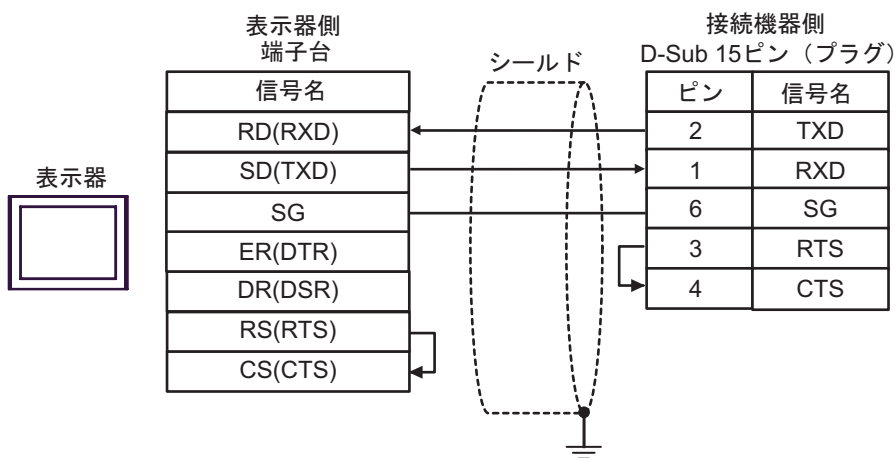 表示器側
端子台
シールド
接続機器側
D-Sub 15ピン（プラグ）
信号名
ピン 信号名
RD(RXD) 2 TXD
SD(TXD) 1 RXD
表示器
SG 6 SG
ER(DTR) 3 RTS
DR(DSR) 4 CTS
RS(RTS)
CS(CTS)